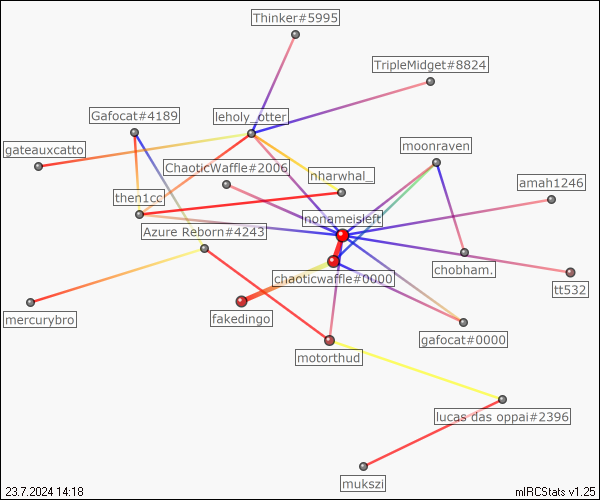 Thinker#5995
TripleMidget#8824
Gafocat#4189
leholy_otter
moonraven
gateauxcatto
ChaoticWaffle#2006
nharwhal_
amah1246
then1cc
nonameisleft
Azure Reborn#4243
chobham.
chaoticwaffle#0000
tt532
mercurybro
fakedingo
gafocat#0000
motorthud
lucas das oppai#2396
mukszi
23.7.2024 14:18
mIRCStats v1.25